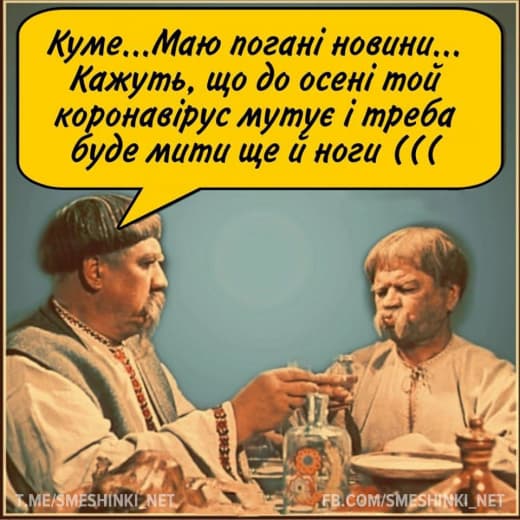 Куме...Маю погані новини...
Кажуть, що до осені той
коронавірус мутує і треба
буде мити ще й ноги (((
T.ME/SMESHINKI_NET
FB.COM/SMESHINKI_NET